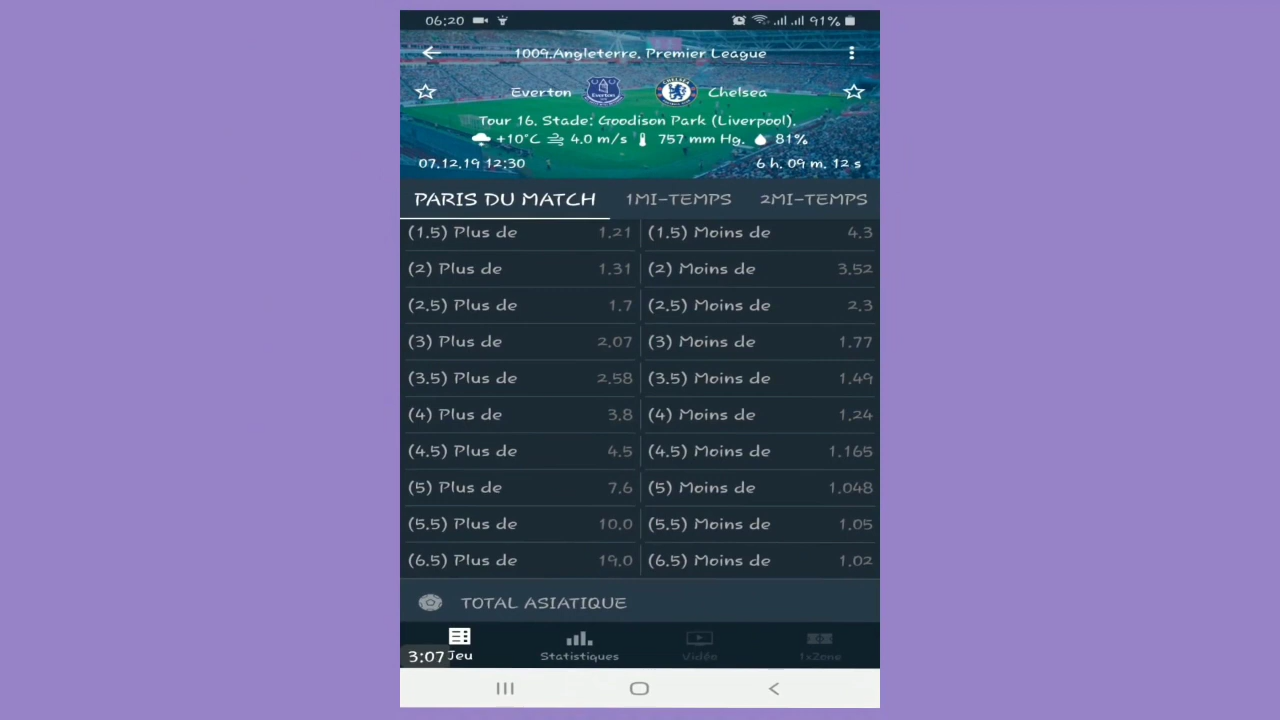 06:20 91%
1009.Angleterre. Premier League
Everton Everton CHELSEA Chelsea
Tour 16. Stade: Goodison Park (Liverpool).
+10°C 4.0 m/s 757 mm Hg. 81%
07.12.19 12:30 6 h. 09 m. 12 s
PARIS DU MATCH 1MI-TEMPS 2MI-TEMPS
(1.5) Plus de 1.21 (1.5) Moins de 4.3
(2) Plus de 1.31 (2) Moins de 3.52
(2.5) Plus de 1.7 (2.5) Moins de 2.3
(3) Plus de 2.07 (3) Moins de 1.77
(3.5) Plus de 2.58 (3.5) Moins de 1.49
(4) Plus de 3.8 (4) Moins de 1.24
(4.5) Plus de 4.5 (4.5) Moins de 1.165
(5) Plus de 7.6 (5) Moins de 1.048
(5.5) Plus de 10.0 (5.5) Moins de 1.05
(6.5) Plus de 19.0 (6.5) Moins de 1.02
TOTAL ASIATIQUE
3:07 Jeu Statistiques Vidéo 1xZone